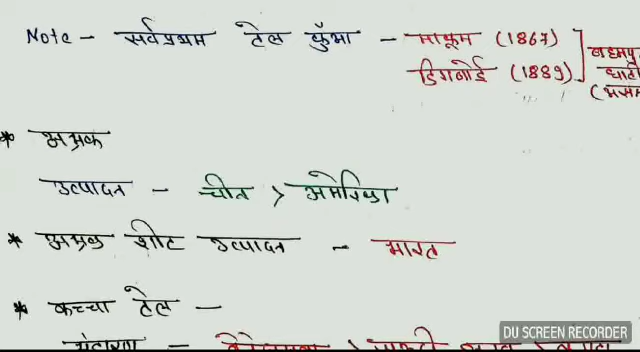 Note - सर्वप्रथम तेल कुँआ - माकूम (1867)
डिगबोई (1889)
* अभ्रक
उत्पादन - चीन > अमेरिका
* अभ्रक शीट उत्पादन - भारत
* कच्चा तेल -
भंडारण -
DU SCREEN RECORDER